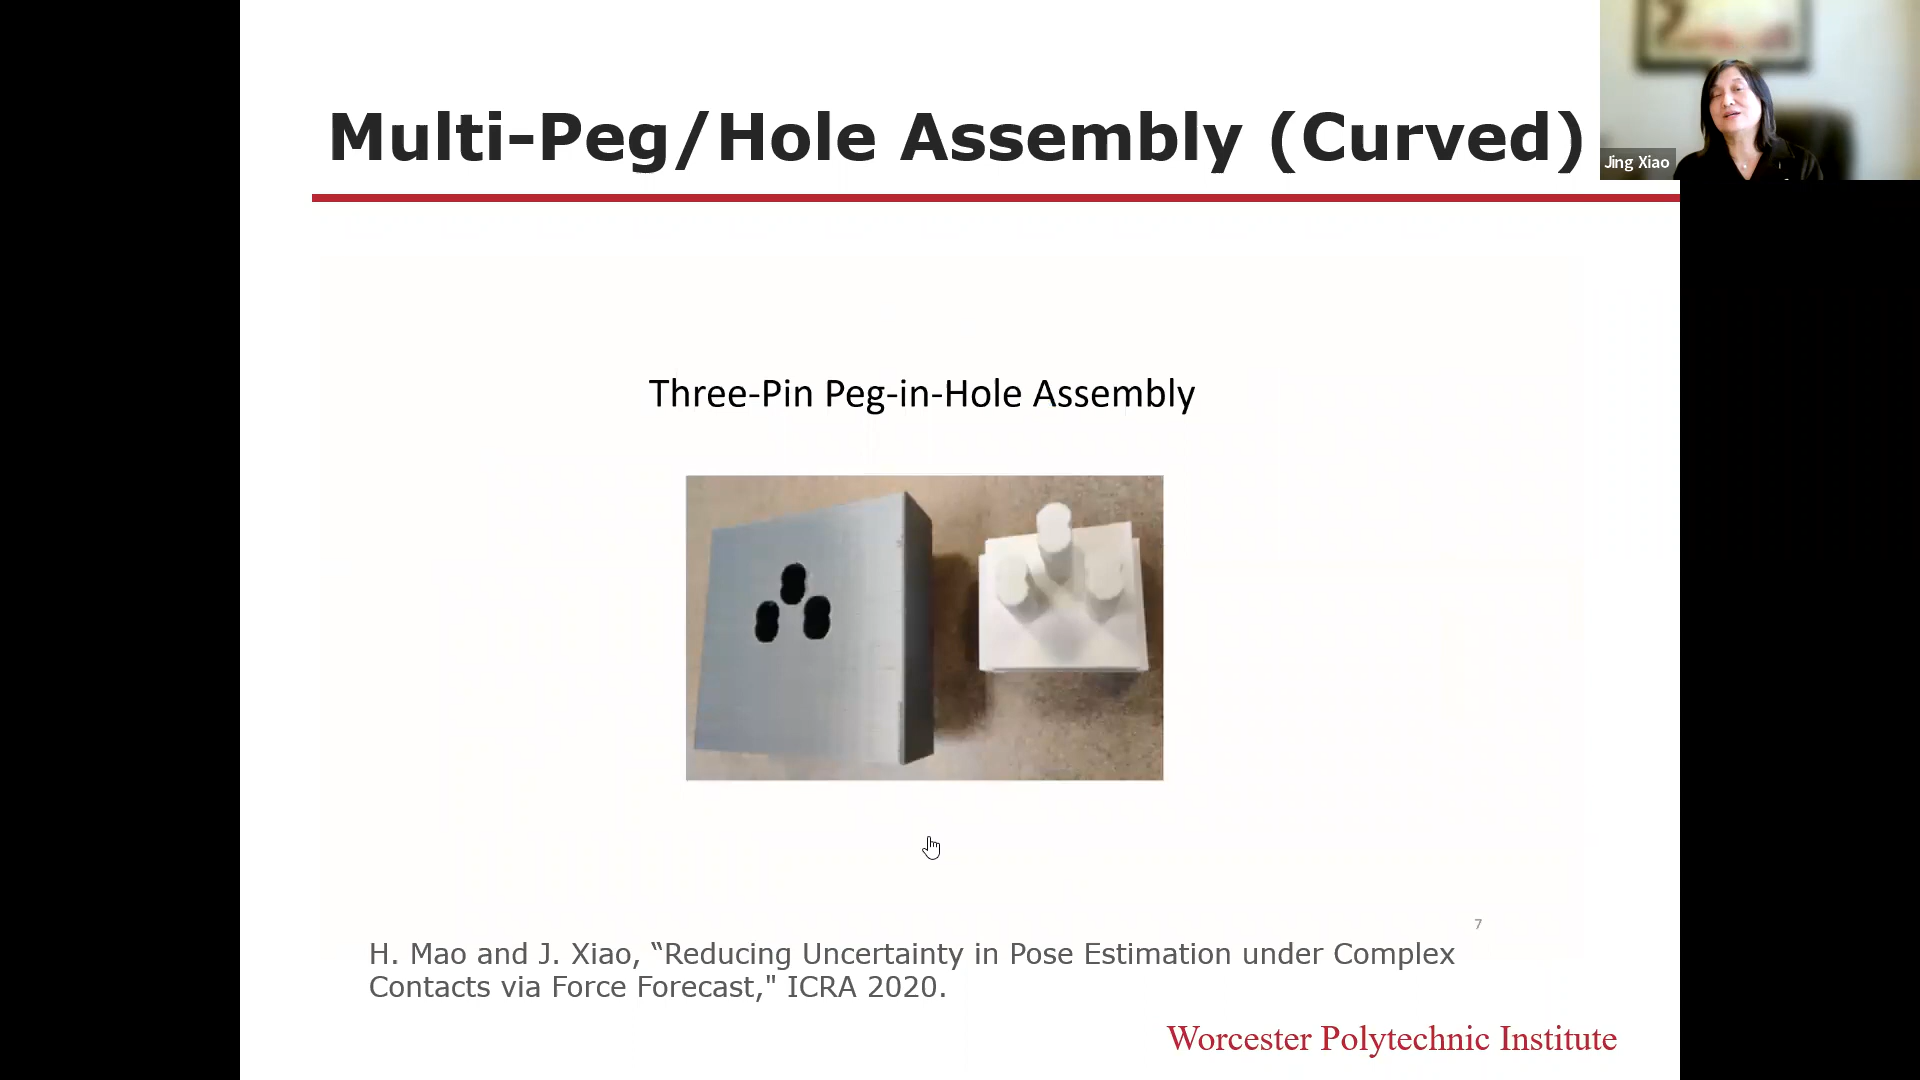 Multi-Peg/Hole Assembly (Curved)
Jing Xiao
Three-Pin Peg-in-Hole Assembly
7
H. Mao and J. Xiao, “Reducing Uncertainty in Pose Estimation under Complex
Contacts via Force Forecast," ICRA 2020.
Worcester Polytechnic Institute